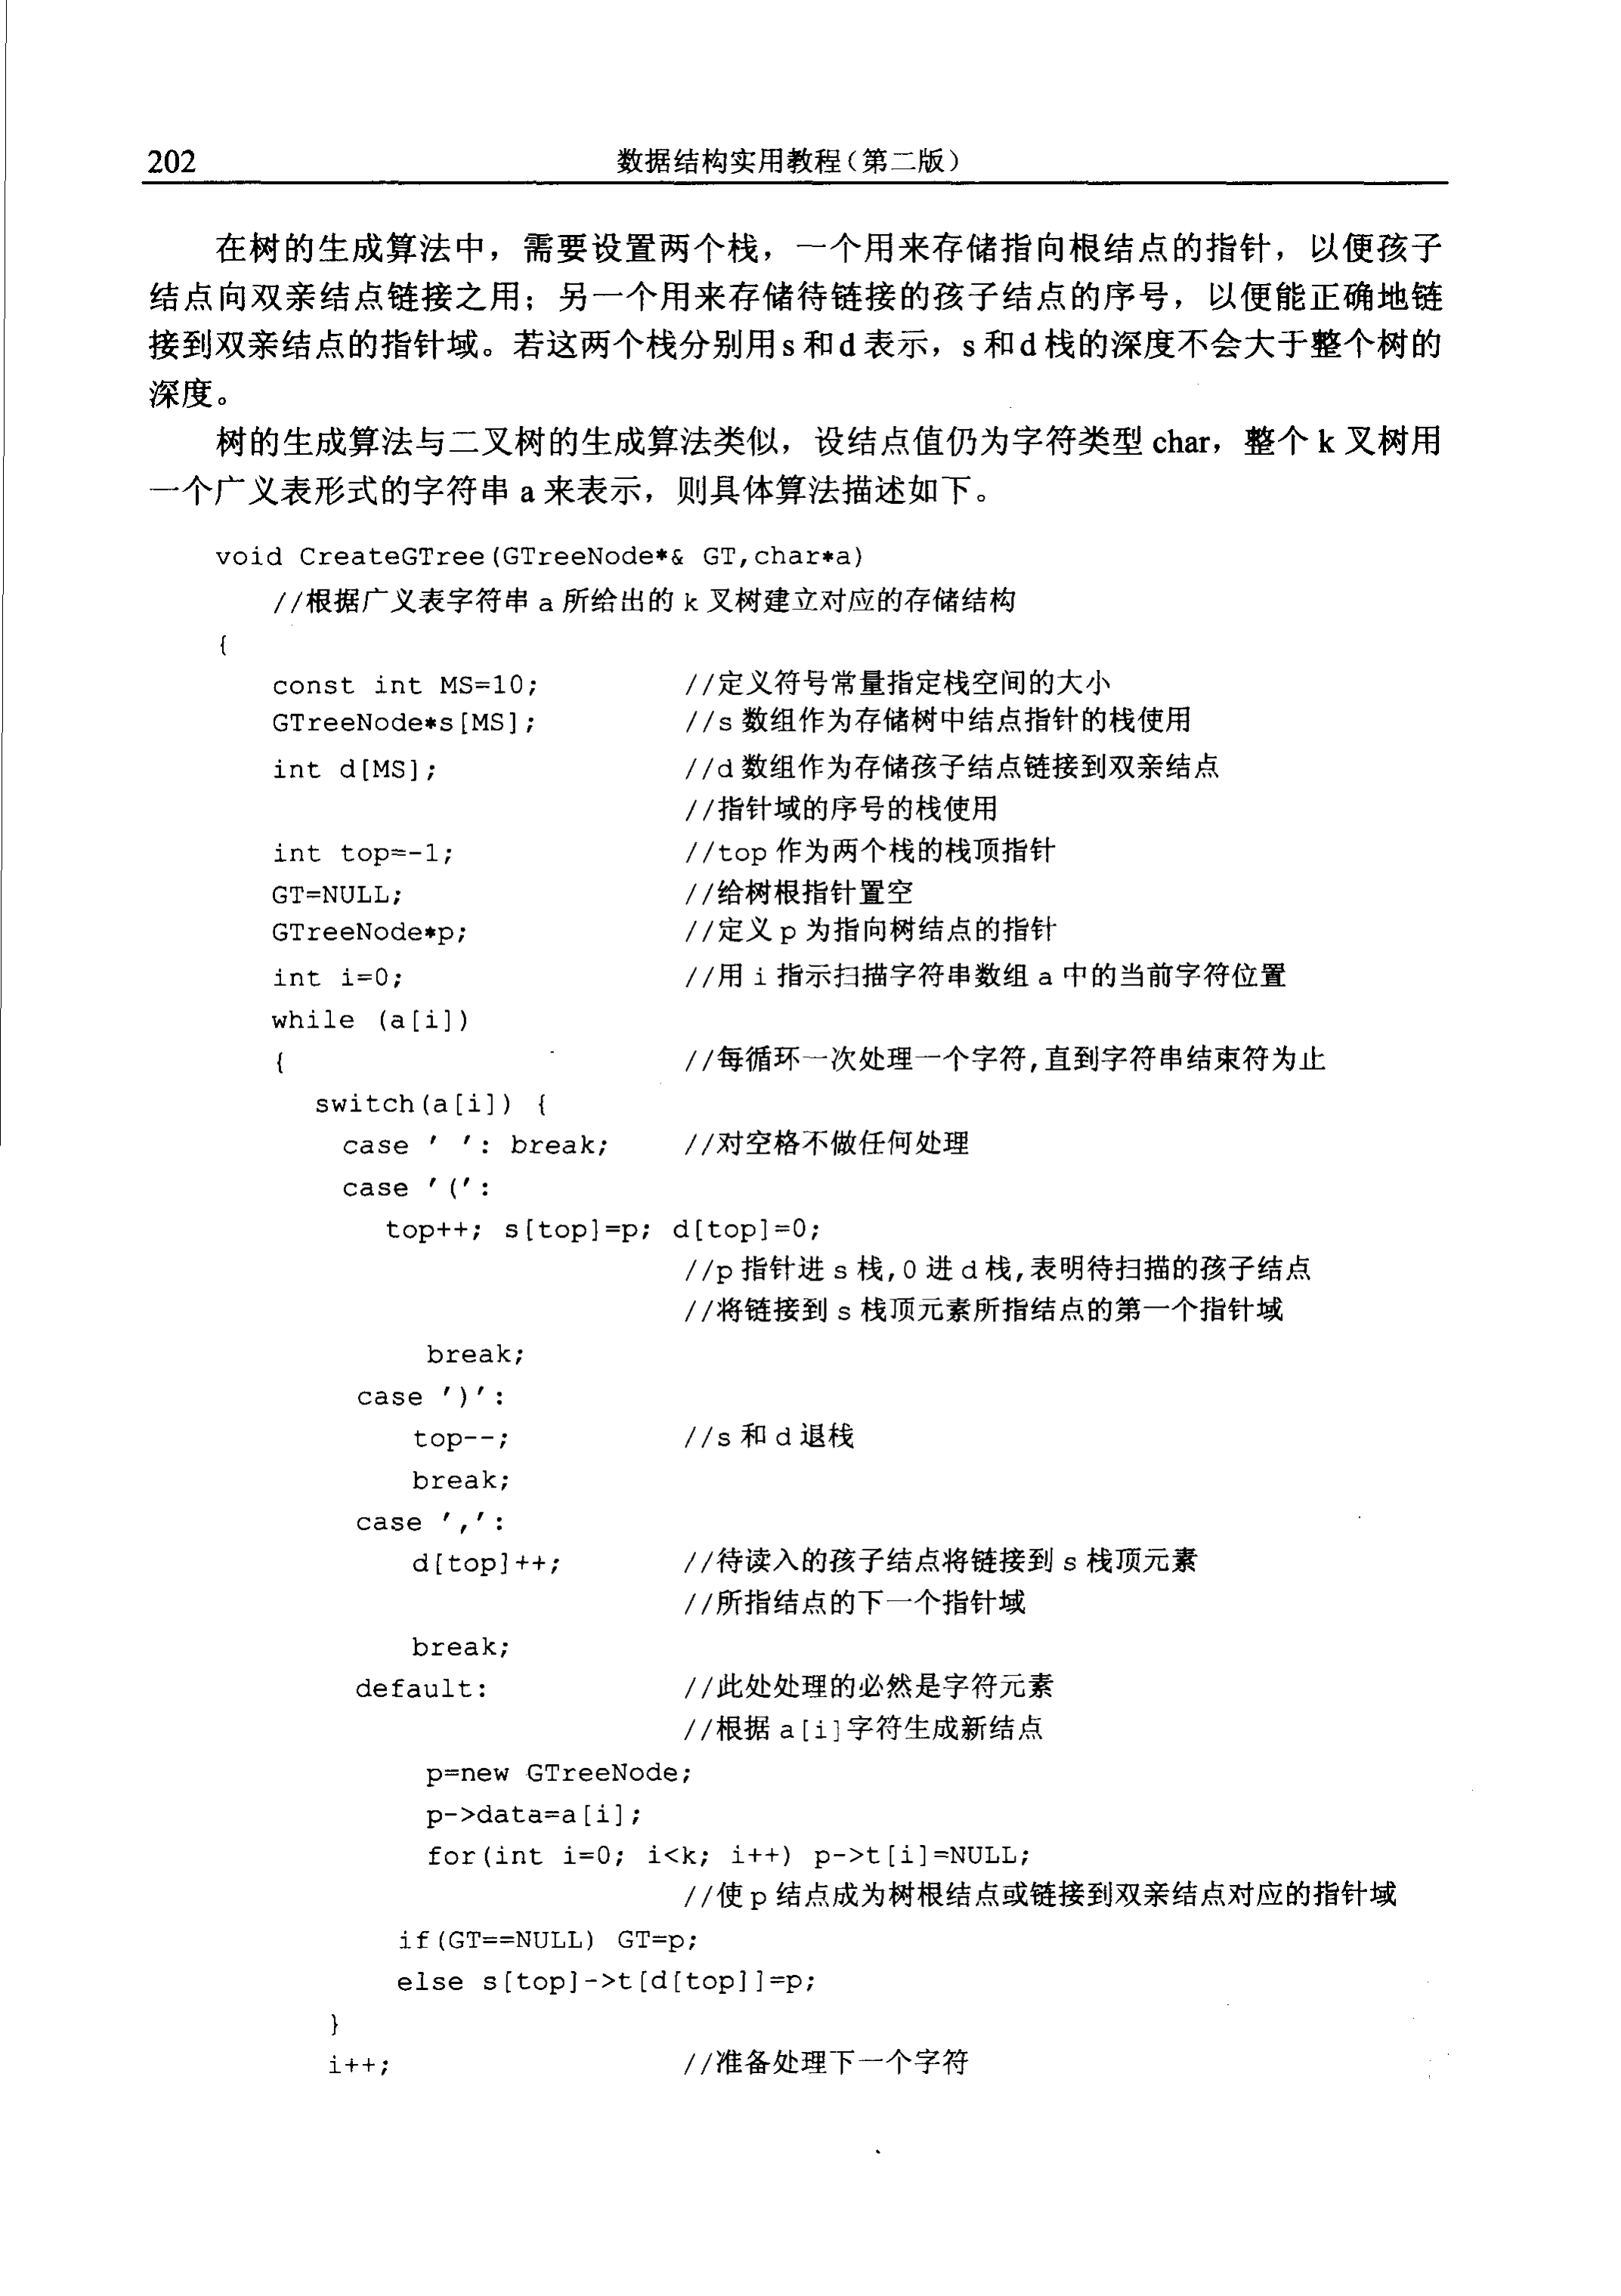 202 数据结构实用教程（第二版）
在树的生成算法中，需要设置两个栈，一个用来存储指向根结点的指针，以便孩子
结点向双亲结点链接之用；另一个用来存储待链接的孩子结点的序号，以便能正确地链
接到双亲结点的指针域。若这两个栈分别用s和d表示，s和d栈的深度不会大于整个树的
深度。
树的生成算法与二叉树的生成算法类似，设结点值仍为字符类型 char，整个 k 叉树用
一个广义表形式的字符串 a 来表示，则具体算法描述如下。
void CreateGTree(GTreeNode*& GT,char*a)
//根据广义表字符串 a 所给出的 k 叉树建立对应的存储结构
{
const int MS=10; //定义符号常量指定栈空间的大小
GTreeNode*s[MS]; //s 数组作为存储树中结点指针的栈使用
int d[MS]; //d 数组作为存储孩子结点链接到双亲结点
//指针域的序号的栈使用
int top=-1; //top 作为两个栈的栈顶指针
GT=NULL; //给树根指针置空
GTreeNode*p; //定义 p 为指向树结点的指针
int i=0; //用 i 指示扫描字符串数组 a 中的当前字符位置
while (a[i])
{ //每循环一次处理一个字符,直到字符串结束符为止
switch(a[i]) {
case ' ': break; //对空格不做任何处理
case '(':
top++; s[top]=p; d[top]=0;
//p 指针进 s 栈,0 进 d 栈,表明待扫描的孩子结点
//将链接到 s 栈顶元素所指结点的第一个指针域
break;
case ')':
top--; //s 和 d 退栈
break;
case ',':
d[top]++; //待读入的孩子结点将链接到 s 栈顶元素
//所指结点的下一个指针域
break;
default: //此处处理的必然是字符元素
//根据 a[i]字符生成新结点
p=new GTreeNode;
p->data=a[i];
for(int i=0; i<k; i++) p->t[i]=NULL;
//使 p 结点成为树根结点或链接到双亲结点对应的指针域
if(GT==NULL) GT=p;
else s[top]->t[d[top]]=p;
}
i++; //准备处理下一个字符